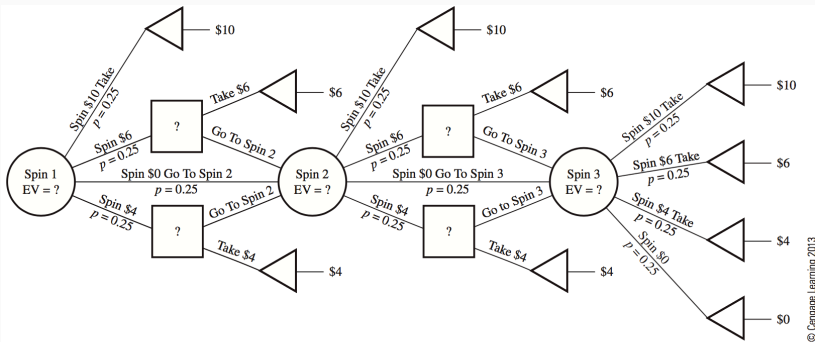 $10
Spin $10 Take
p = 0.25
Take $6
$6
?
Spin $6
p = 0.25
Go To Spin 2
Spin 1
EV = ?
Spin $0 Go To Spin 2
p = 0.25
Spin $4
p = 0.25
Go To Spin 2
?
Take $4
$4
$10
Spin $10 Take
p = 0.25
Take $6
$6
?
Spin $6
p = 0.25
Go To Spin 3
Spin 2
EV = ?
Spin $0 Go To Spin 3
p = 0.25
Spin $4
p = 0.25
Go to Spin 3
?
Take $4
$4
Spin 3
EV = ?
Spin $10 Take
p = 0.25
$10
Spin $6 Take
p = 0.25
$6
Spin $4 Take
p = 0.25
$4
Spin $0
p = 0.25
$0
© Cengage Learning 2013